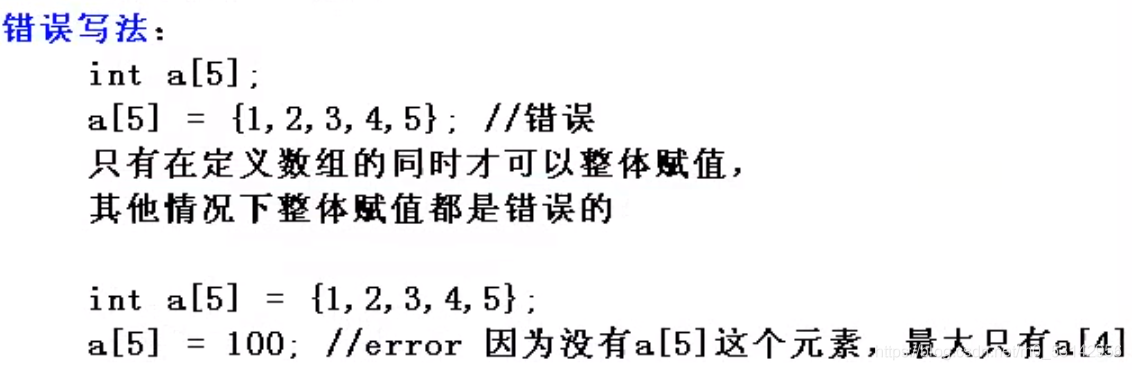 错误写法：
int a[5];
a[5] = {1,2,3,4,5}; //错误
只有在定义数组的同时才可以整体赋值，
其他情况下整体赋值都是错误的
int a[5] = {1,2,3,4,5};
a[5] = 100; //error 因为没有a[5]这个元素，最大只有a[4]